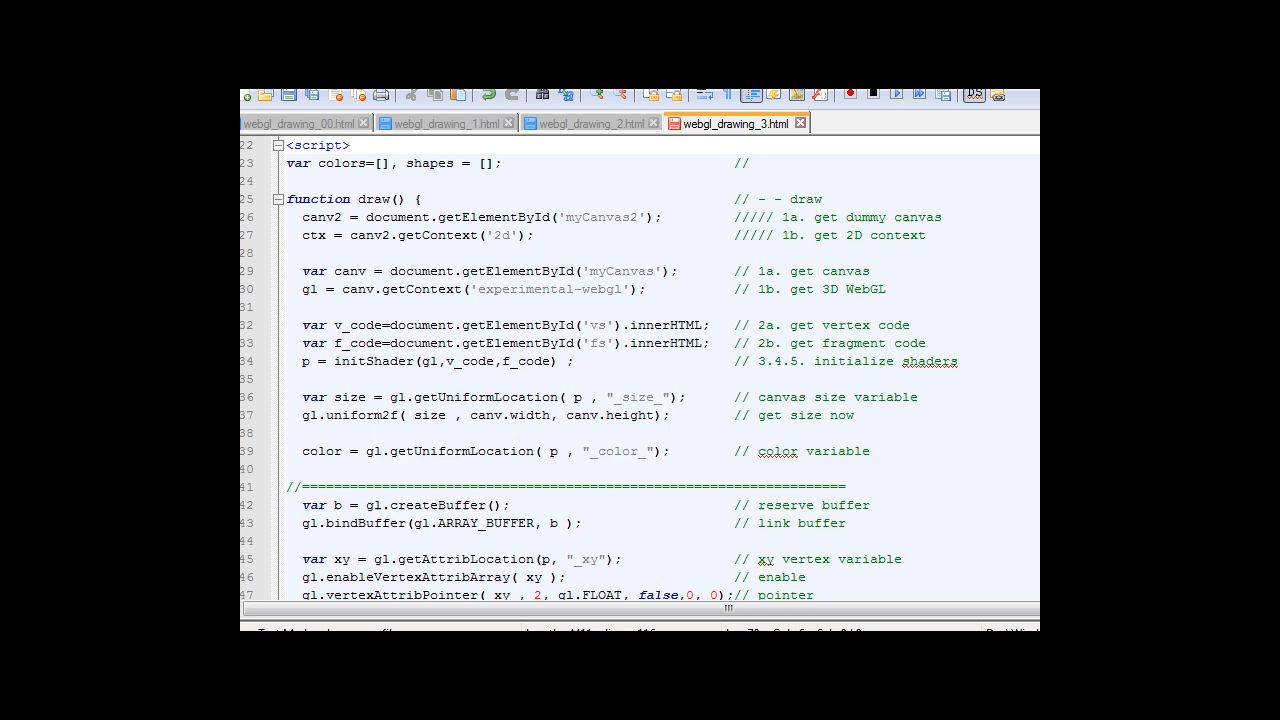 webgl_drawing_00.html webgl_drawing_1.html webgl_drawing_2.html webgl_drawing_3.html
22 <script>
23 var colors=[], shapes = []; //
24
25 function draw() { // - - draw
26 canv2 = document.getElementById('myCanvas2'); ///// 1a. get dummy canvas
27 ctx = canv2.getContext('2d'); ///// 1b. get 2D context
28
29 var canv = document.getElementById('myCanvas'); // 1a. get canvas
30 gl = canv.getContext('experimental-webgl'); // 1b. get 3D WebGL
31
32 var v_code=document.getElementById('vs').innerHTML; // 2a. get vertex code
33 var f_code=document.getElementById('fs').innerHTML; // 2b. get fragment code
34 p = initShader(gl,v_code,f_code) ; // 3.4.5. initialize shaders
35
36 var size = gl.getUniformLocation( p , "_size_"); // canvas size variable
37 gl.uniform2f( size , canv.width, canv.height); // get size now
38
39 color = gl.getUniformLocation( p , "_color_"); // color variable
40
41 //====================================================================
42 var b = gl.createBuffer(); // reserve buffer
43 gl.bindBuffer(gl.ARRAY_BUFFER, b ); // link buffer
44
45 var xy = gl.getAttribLocation(p, "_xy"); // xy vertex variable
46 gl.enableVertexAttribArray( xy ); // enable
47 gl.vertexAttribPointer( xy , 2, gl.FLOAT, false,0, 0);// pointer